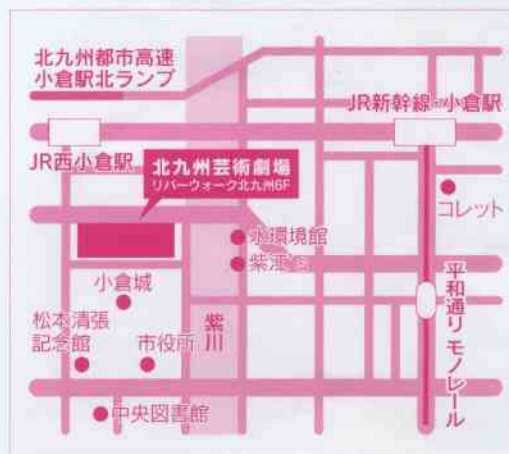 北九州都市高速
小倉駅北ランプ
JR新幹線・小倉駅
JR西小倉駅
北九州芸術劇場
リバーウォーク北九州6F
コレット
水環境館
紫江's
小倉城
平和通り モノレール
松本清張
記念館
市役所
紫川
中央図書館